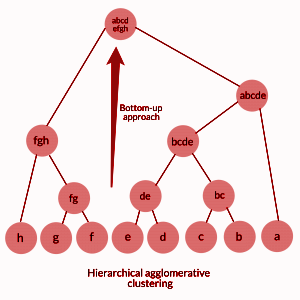 abcd
efgh
abcde
Bottom-up
approach
fgh
bcde
fg
de
bc
h
g
f
e
d
c
b
a
Hierarchical agglomerative
clustering